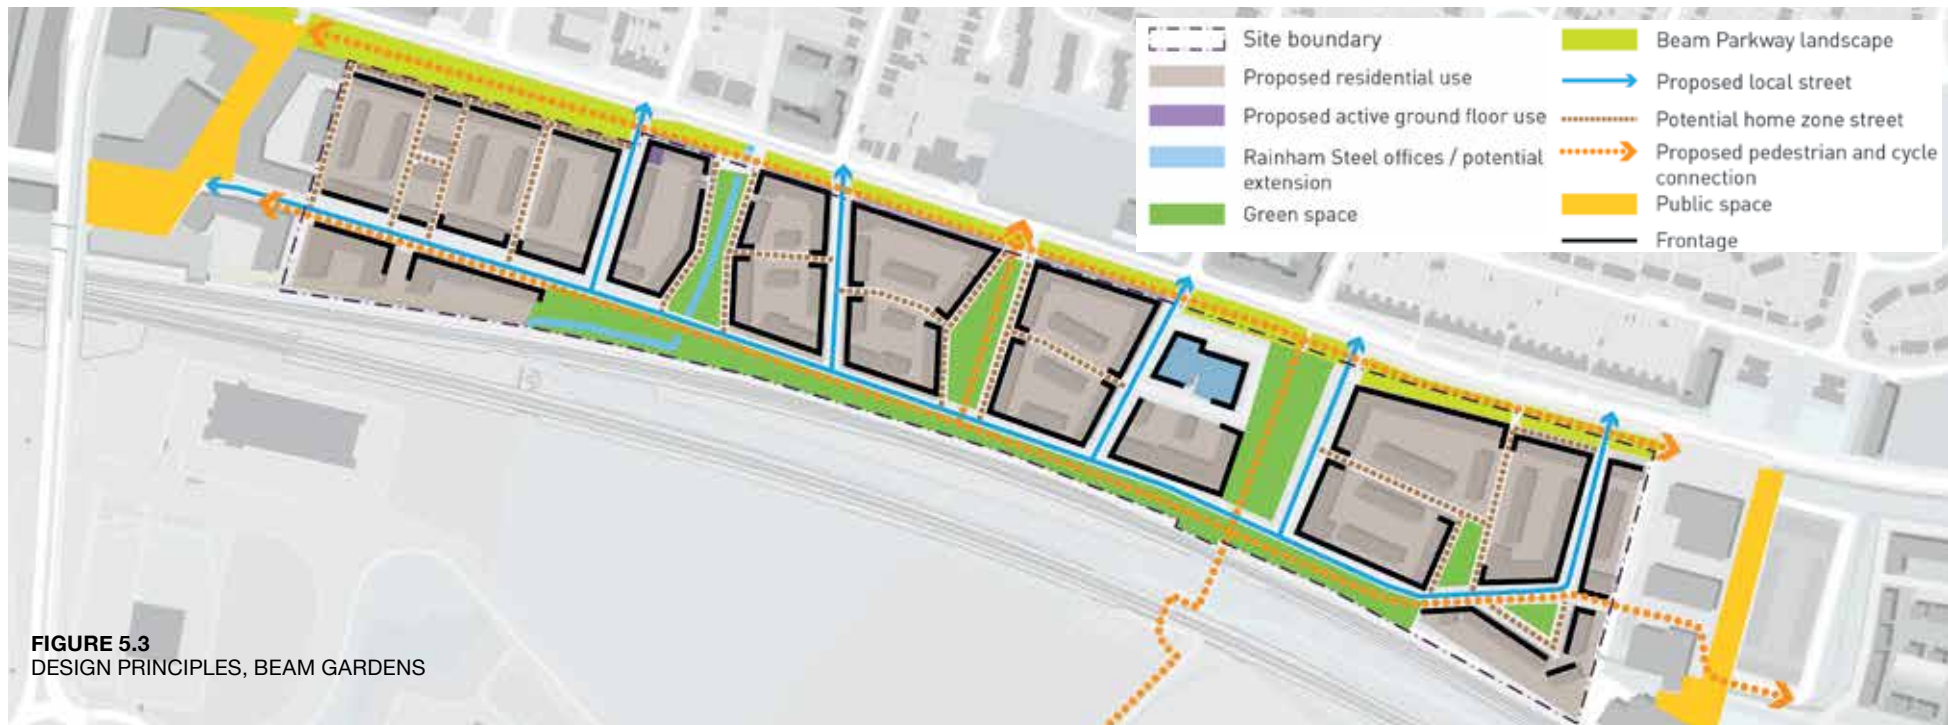 Site boundary
Proposed residential use
Proposed active ground floor use
Rainham Steel offices / potential
extension
Green space
Beam Parkway landscape
Proposed local street
Potential home zone street
Proposed pedestrian and cycle
connection
Public space
Frontage
FIGURE 5.3
DESIGN PRINCIPLES, BEAM GARDENS